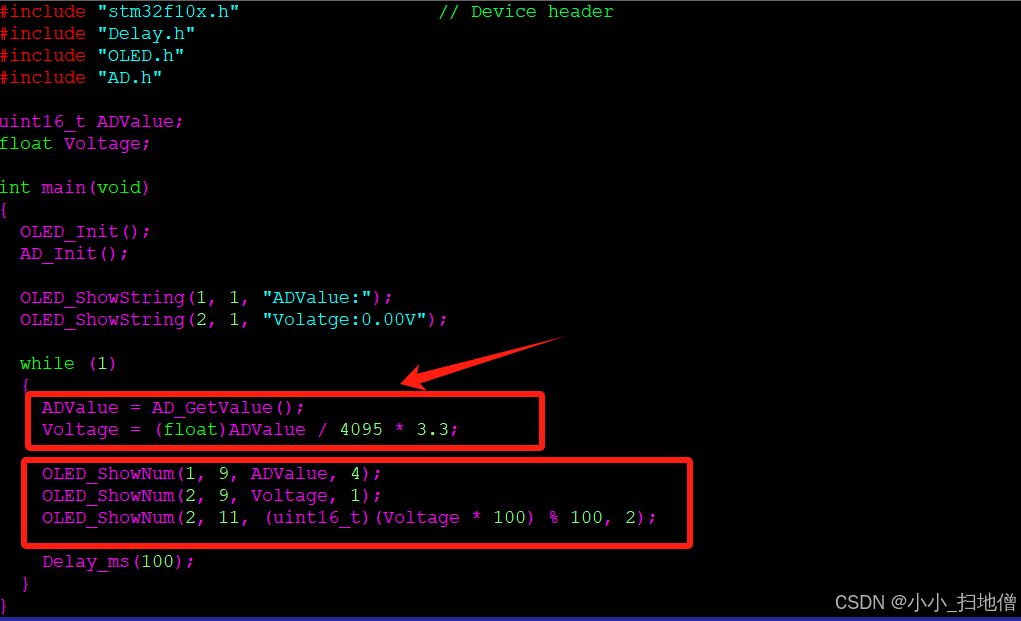 #include "stm32f10x.h" // Device header
#include "Delay.h"
#include "OLED.h"
#include "AD.h"
uint16_t ADValue;
float Voltage;
int main(void)
{
OLED_Init();
AD_Init();
OLED_ShowString(1, 1, "ADValue:");
OLED_ShowString(2, 1, "Volatge:0.00V");
while (1)
{
ADValue = AD_GetValue();
Voltage = (float)ADValue / 4095 * 3.3;
OLED_ShowNum(1, 9, ADValue, 4);
OLED_ShowNum(2, 9, Voltage, 1);
OLED_ShowNum(2, 11, (uint16_t)(Voltage * 100) % 100, 2);
Delay_ms(100);
}
}
CSDN @小小_扫地僧